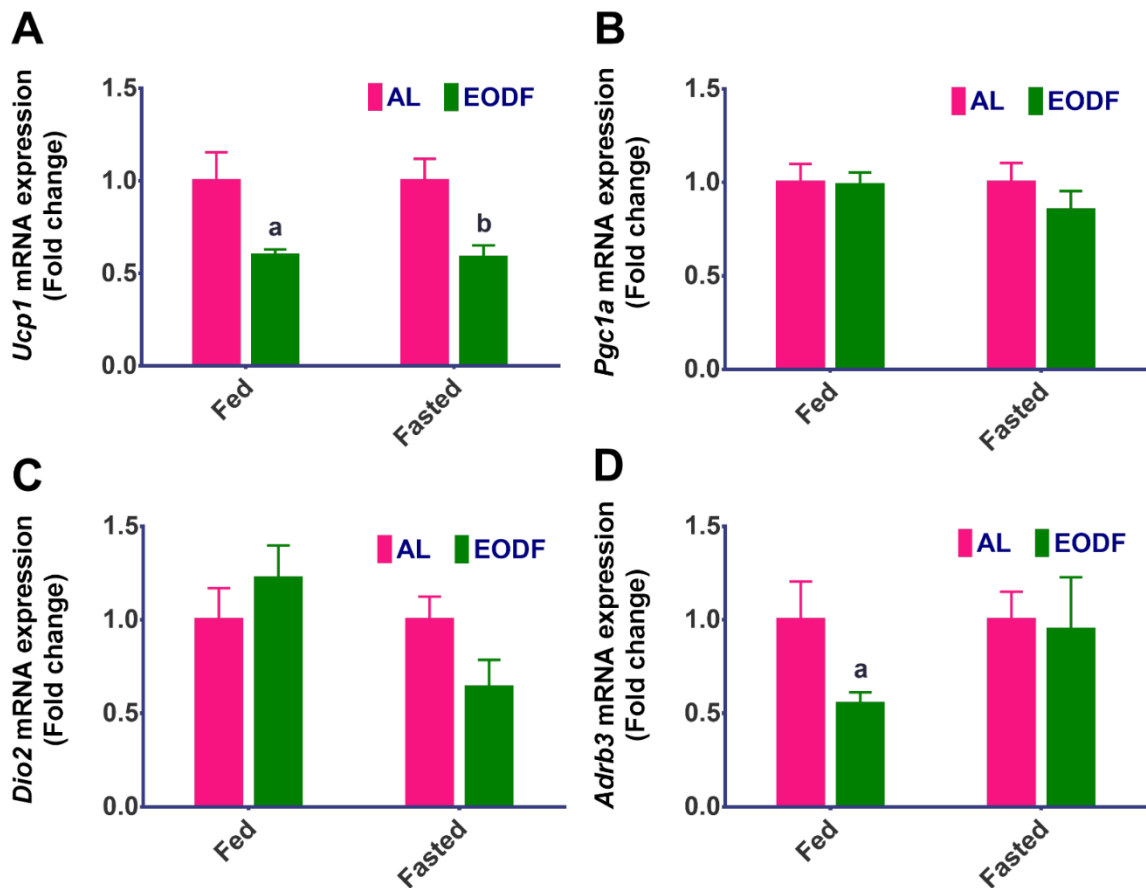 A
Ucp1 mRNA expression
(Fold change)
1.5
1.0
0.5
0.0
AL EODF
a
b
Fed
Fasted
B
Pgc1a mRNA expression
(Fold change)
1.5
1.0
0.5
0.0
AL EODF
Fed
Fasted
C
Dio2 mRNA expression
(Fold change)
1.5
1.0
0.5
0.0
AL EODF
Fed
Fasted
D
Adrb3 mRNA expression
(Fold change)
1.5
1.0
0.5
0.0
AL EODF
a
Fed
Fasted